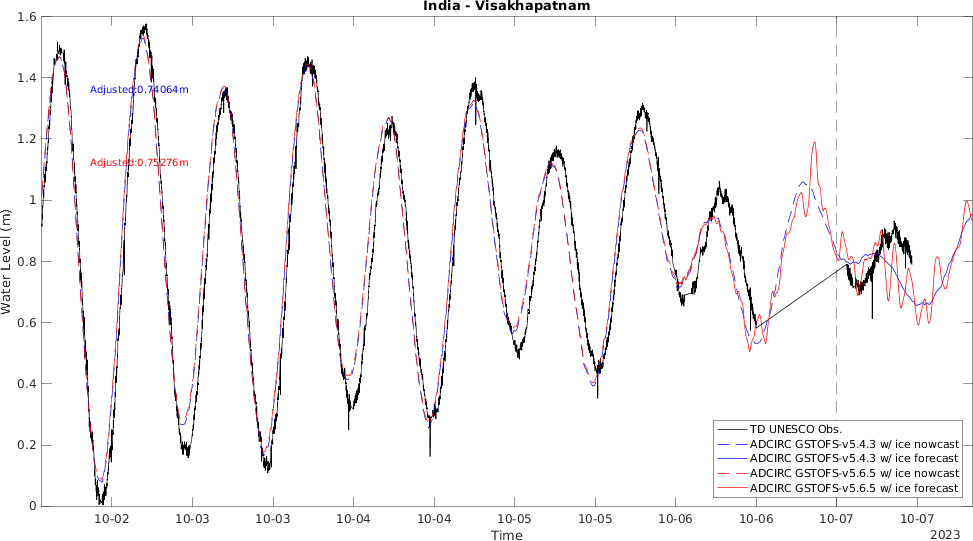 India - Visakhapatnam
Water Level (m)
1.6
1.4
1.2
1
0.8
0.6
0.4
0.2
0
Adjusted:0.74064m
Adjusted:0.75276m
TD UNESCO Obs.
ADCIRC GSTOFS-v5.4.3 w/ ice nowcast
ADCIRC GSTOFS-v5.4.3 w/ ice forecast
ADCIRC GSTOFS-v5.6.5 w/ ice nowcast
ADCIRC GSTOFS-v5.6.5 w/ ice forecast
10-02 10-03 10-03 10-04 10-04 10-05 10-05 10-06 10-06 10-07 10-07
2023
Time